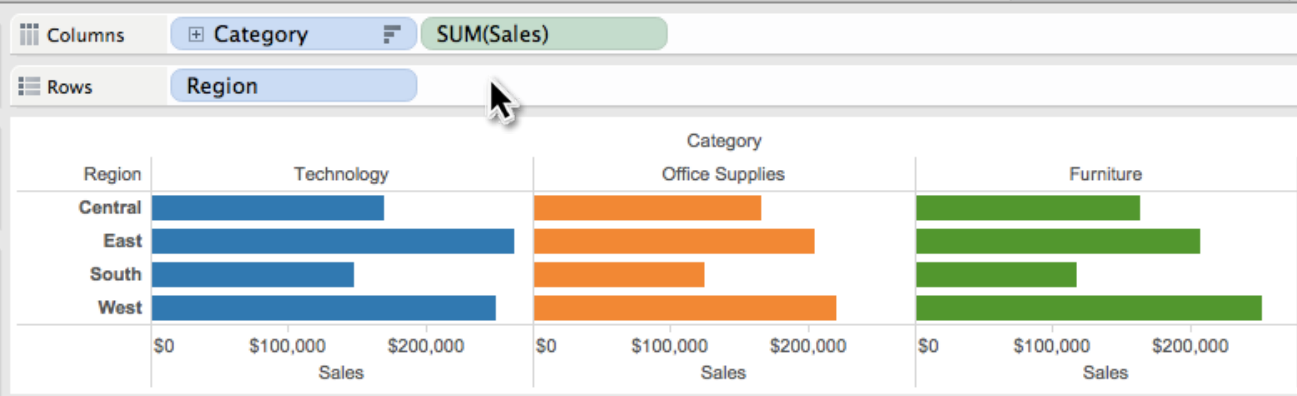 Columns Category SUM(Sales)
Rows Region
Category
Region Technology Office Supplies Furniture
Central
East
South
West
$0 $100,000 $200,000 $0 $100,000 $200,000 $0 $100,000 $200,000
Sales Sales Sales